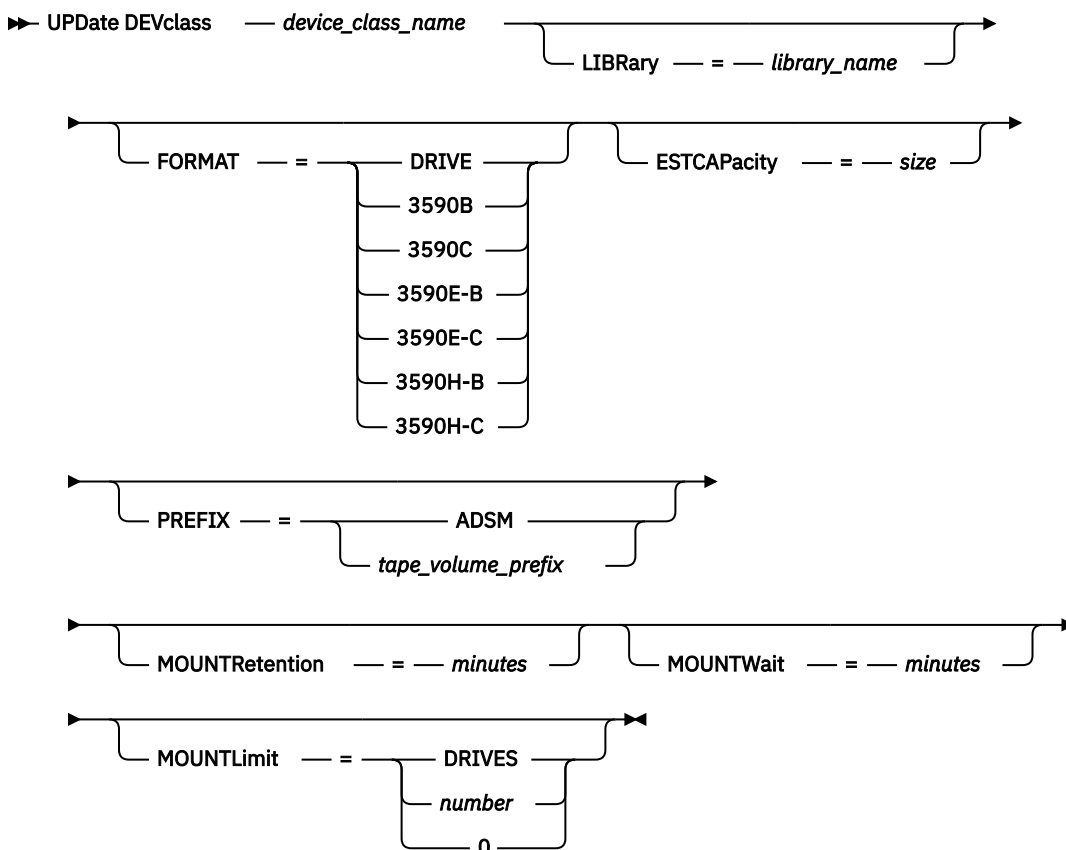 UPDate DEVclass device_class_name
LIBRary = library_name
FORMAT = DRIVE
3590B
3590C
3590E-B
3590E-C
3590H-B
3590H-C
ESTCAPacity = size
PREFIX = ADSM
tape_volume_prefix
MOUNTRetention = minutes
MOUNTWait = minutes
MOUNTLimit = DRIVES
number
0